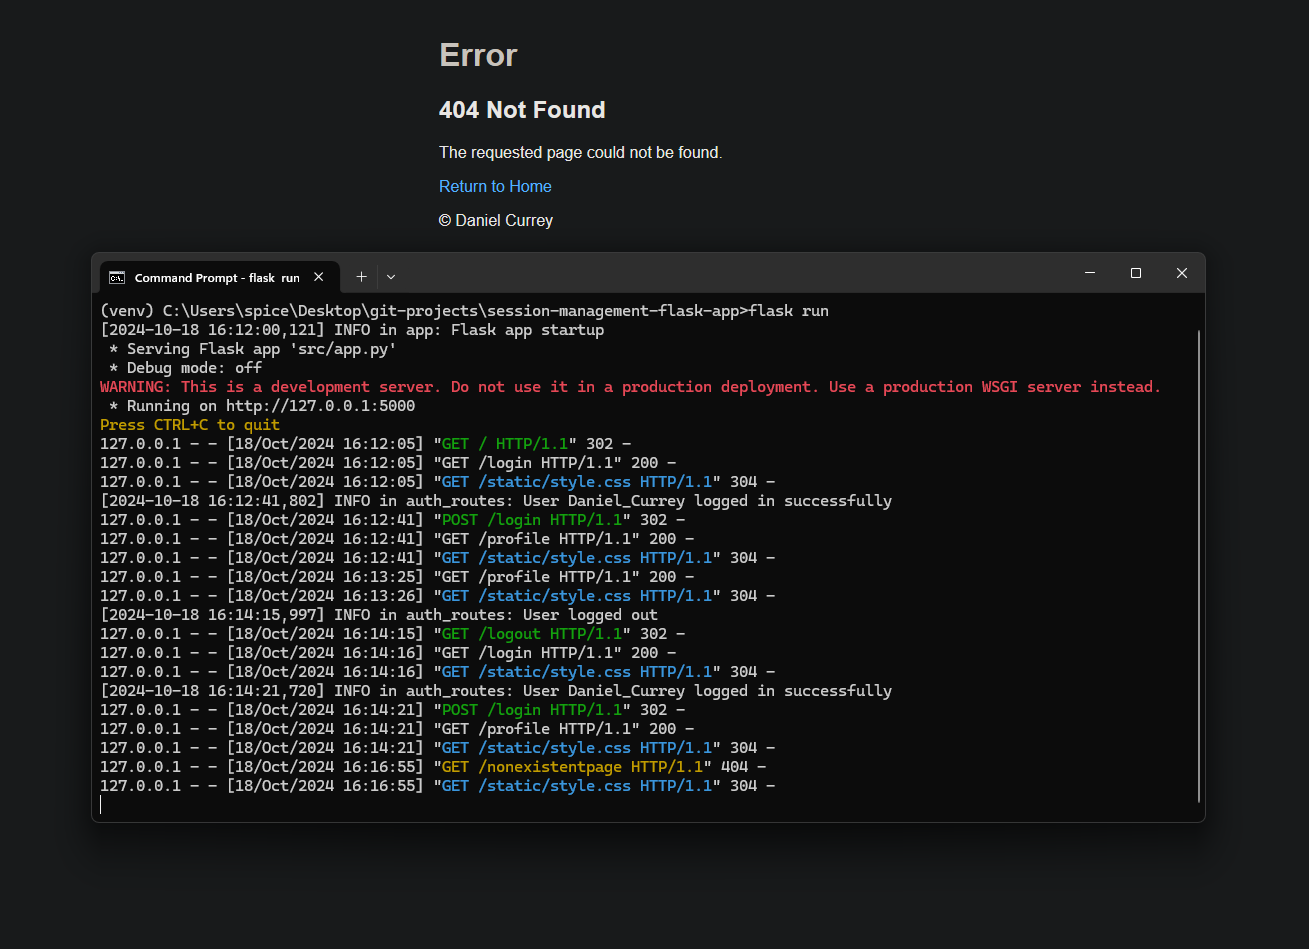 Error
404 Not Found
The requested page could not be found.
Return to Home
© Daniel Currey
Command Prompt - flask run
(venv) C:\Users\spice\Desktop\git-projects\session-management-flask-app>flask run
[2024-10-18 16:12:00,121] INFO in app: Flask app startup
 * Serving Flask app 'src/app.py'
 * Debug mode: off
WARNING: This is a development server. Do not use it in a production deployment. Use a production WSGI server instead.
 * Running on http://127.0.0.1:5000
Press CTRL+C to quit
127.0.0.1 - - [18/Oct/2024 16:12:05] "GET / HTTP/1.1" 302 -
127.0.0.1 - - [18/Oct/2024 16:12:05] "GET /login HTTP/1.1" 200 -
127.0.0.1 - - [18/Oct/2024 16:12:05] "GET /static/style.css HTTP/1.1" 304 -
[2024-10-18 16:12:41,802] INFO in auth_routes: User Daniel_Currey logged in successfully
127.0.0.1 - - [18/Oct/2024 16:12:41] "POST /login HTTP/1.1" 302 -
127.0.0.1 - - [18/Oct/2024 16:12:41] "GET /profile HTTP/1.1" 200 -
127.0.0.1 - - [18/Oct/2024 16:12:41] "GET /static/style.css HTTP/1.1" 304 -
127.0.0.1 - - [18/Oct/2024 16:13:25] "GET /profile HTTP/1.1" 200 -
127.0.0.1 - - [18/Oct/2024 16:13:26] "GET /static/style.css HTTP/1.1" 304 -
[2024-10-18 16:14:15,997] INFO in auth_routes: User logged out
127.0.0.1 - - [18/Oct/2024 16:14:15] "GET /logout HTTP/1.1" 302 -
127.0.0.1 - - [18/Oct/2024 16:14:16] "GET /login HTTP/1.1" 200 -
127.0.0.1 - - [18/Oct/2024 16:14:16] "GET /static/style.css HTTP/1.1" 304 -
[2024-10-18 16:14:21,720] INFO in auth_routes: User Daniel_Currey logged in successfully
127.0.0.1 - - [18/Oct/2024 16:14:21] "POST /login HTTP/1.1" 302 -
127.0.0.1 - - [18/Oct/2024 16:14:21] "GET /profile HTTP/1.1" 200 -
127.0.0.1 - - [18/Oct/2024 16:14:21] "GET /static/style.css HTTP/1.1" 304 -
127.0.0.1 - - [18/Oct/2024 16:16:55] "GET /nonexistentpage HTTP/1.1" 404 -
127.0.0.1 - - [18/Oct/2024 16:16:55] "GET /static/style.css HTTP/1.1" 304 -